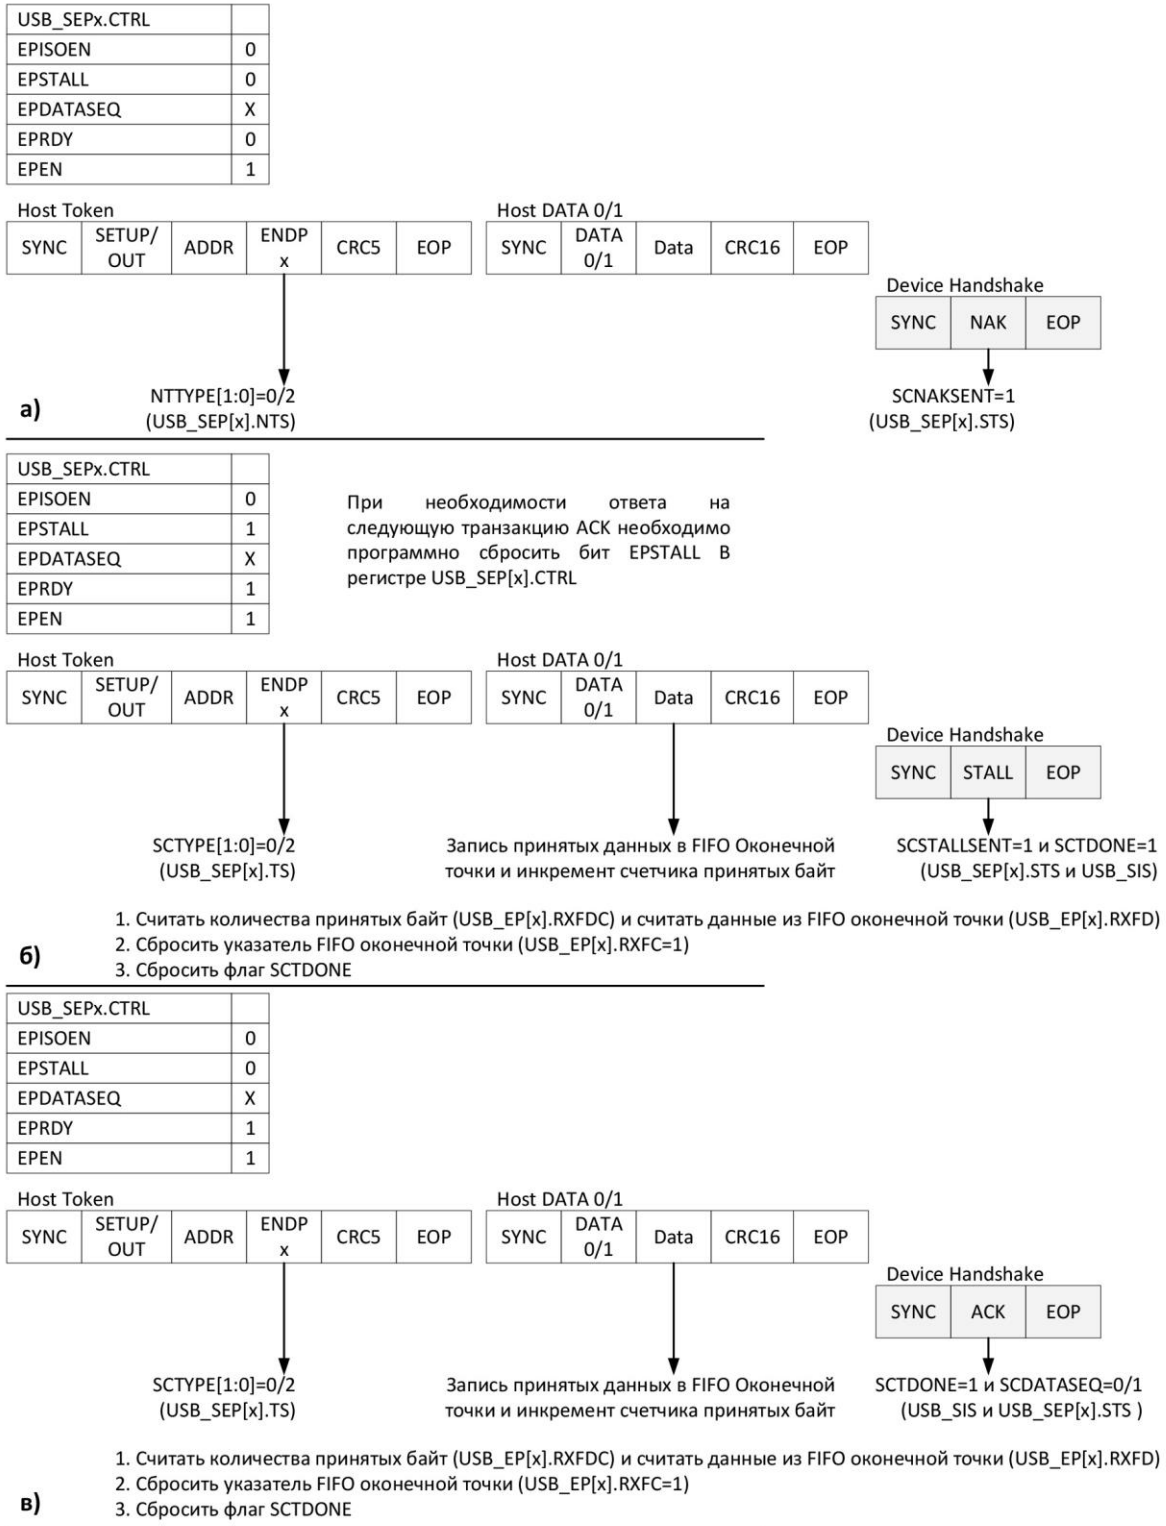 USB_SEPx.CTRL
EPISOEN 0
EPSTALL 0
EPDATASEQ X
EPRDY 0
EPEN 1
Host Token
Host DATA 0/1
SYNC SETUP/OUT ADDR ENDP x CRC5 EOP
SYNC DATA 0/1 Data CRC16 EOP
Device Handshake
SYNC NAK EOP
NTTYPE[1:0]=0/2
(USB_SEP[x].NTS)
SCNAKSENT=1
(USB_SEP[x].STS)
а)
USB_SEPx.CTRL
EPISOEN 0
EPSTALL 1
EPDATASEQ X
EPRDY 1
EPEN 1
При необходимости ответа на
следующую транзакцию ACK необходимо
программно сбросить бит EPSTALL В
регистре USB_SEP[x].CTRL
Host Token
Host DATA 0/1
SYNC SETUP/OUT ADDR ENDP x CRC5 EOP
SYNC DATA 0/1 Data CRC16 EOP
Device Handshake
SYNC STALL EOP
SCTYPE[1:0]=0/2
(USB_SEP[x].TS)
Запись принятых данных в FIFO Оконечной
точки и инкремент счетчика принятых байт
SCSTALLSENT=1 и SCTDONE=1
(USB_SEP[x].STS и USB_SIS)
1. Считать количества принятых байт (USB_EP[x].RXFDC) и считать данные из FIFO оконечной точки (USB_EP[x].RXFD)
2. Сбросить указатель FIFO оконечной точки (USB_EP[x].RXFC=1)
3. Сбросить флаг SCTDONE
б)
USB_SEPx.CTRL
EPISOEN 0
EPSTALL 0
EPDATASEQ X
EPRDY 1
EPEN 1
Host Token
Host DATA 0/1
SYNC SETUP/OUT ADDR ENDP x CRC5 EOP
SYNC DATA 0/1 Data CRC16 EOP
Device Handshake
SYNC ACK EOP
SCTYPE[1:0]=0/2
(USB_SEP[x].TS)
Запись принятых данных в FIFO Оконечной
точки и инкремент счетчика принятых байт
SCTDONE=1 и SCDATASEQ=0/1
(USB_SIS и USB_SEP[x].STS )
1. Считать количества принятых байт (USB_EP[x].RXFDC) и считать данные из FIFO оконечной точки (USB_EP[x].RXFD)
2. Сбросить указатель FIFO оконечной точки (USB_EP[x].RXFC=1)
3. Сбросить флаг SCTDONE
в)